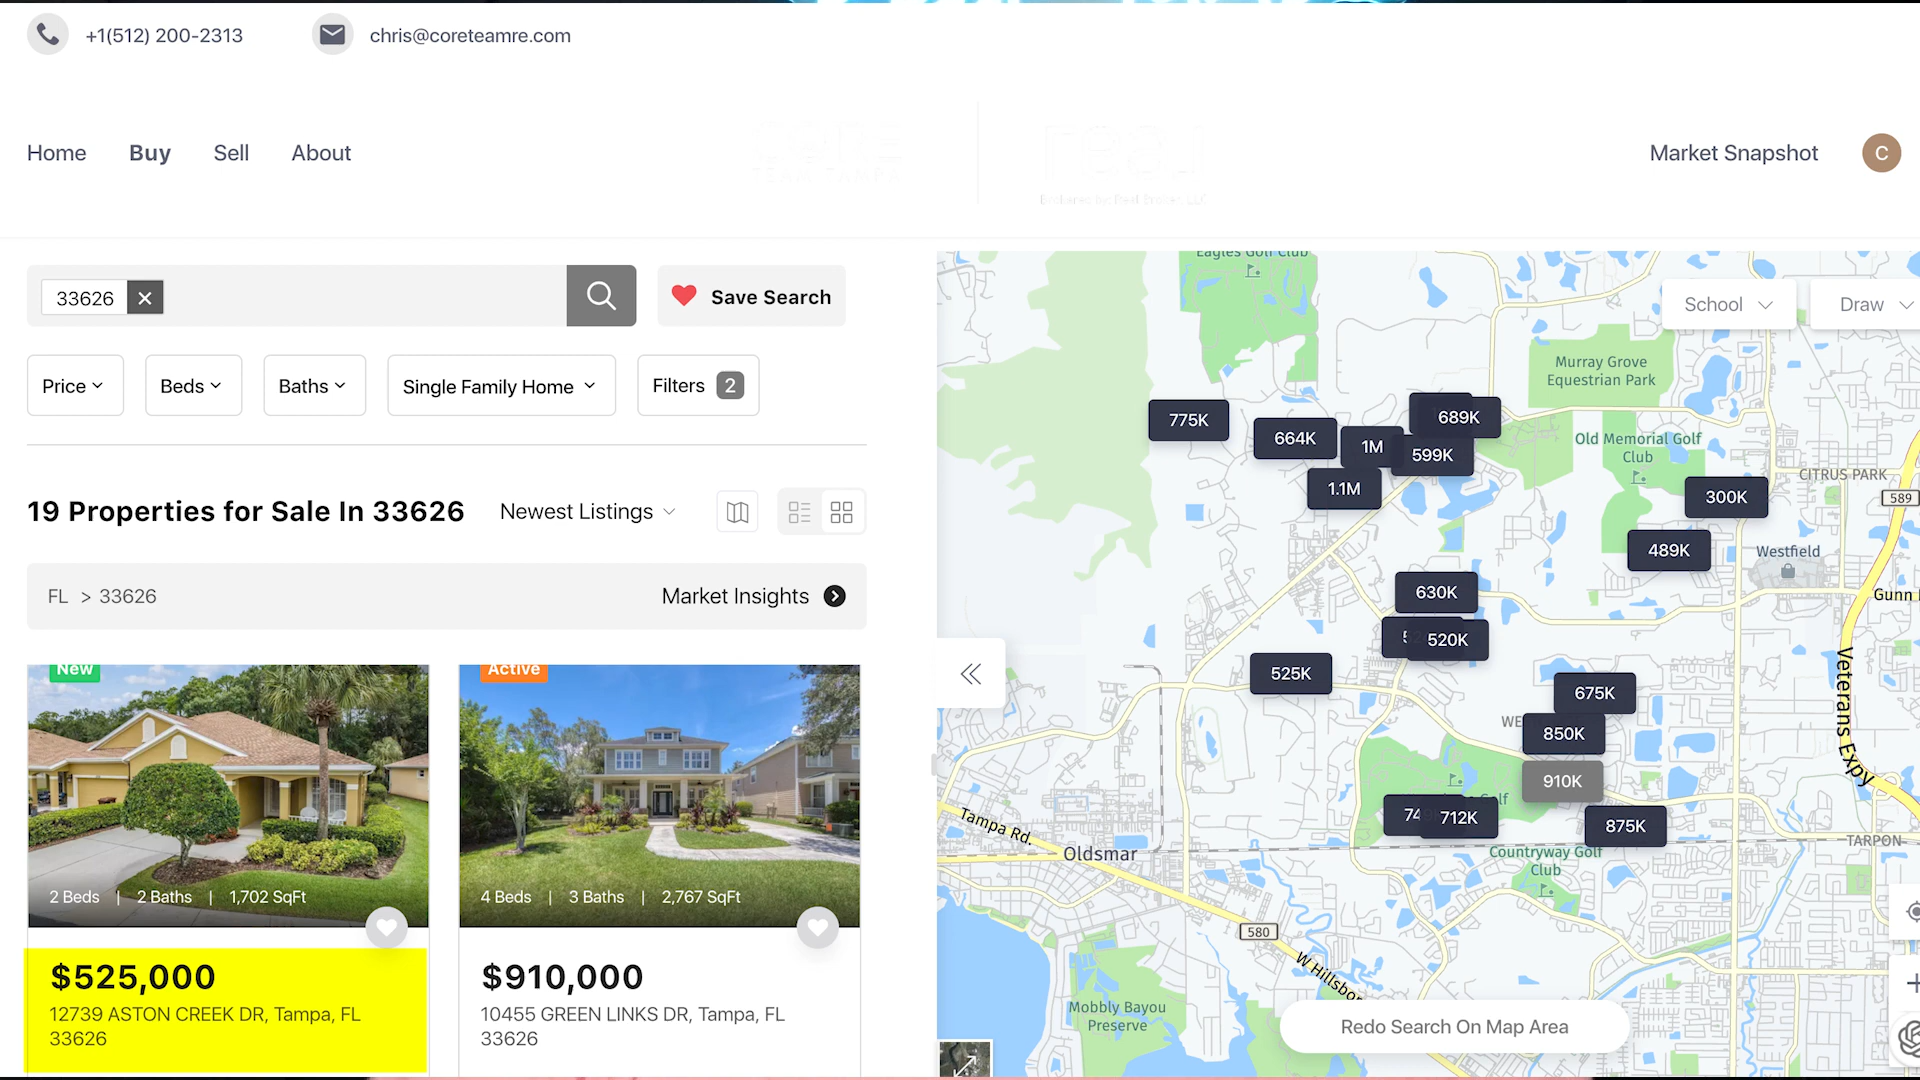 +1(512) 200-2313
chris@coreteamre.com
Home
Buy
Sell
About
Market Snapshot
C
33626
Save Search
Price
Beds
Baths
Single Family Home
Filters 2
19 Properties for Sale In 33626
Newest Listings
FL > 33626
Market Insights
New
2 Beds | 2 Baths | 1,702 SqFt
$525,000
12739 ASTON CREEK DR, Tampa, FL
33626
Active
4 Beds | 3 Baths | 2,767 SqFt
$910,000
10455 GREEN LINKS DR, Tampa, FL
33626
Eagles Golf Club
School
Draw
Murray Grove
Equestrian Park
775K
664K
1M
689K
599K
1.1M
Old Memorial Golf
Club
CITRUS PARK
589
300K
489K
Westfield
Gunn
630K
520K
525K
675K
850K
910K
712K
875K
Veterans Expy
Tampa Rd.
Oldsmar
Countryway Golf
Club
TARPON
580
W Hillsbor
Mobbly Bayou
Preserve
Redo Search On Map Area